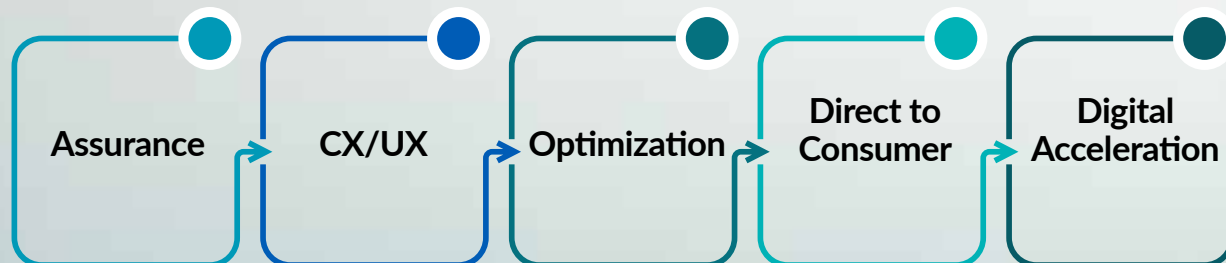 Assurance
CX/UX
Optimization
Direct to
Consumer
Digital
Acceleration